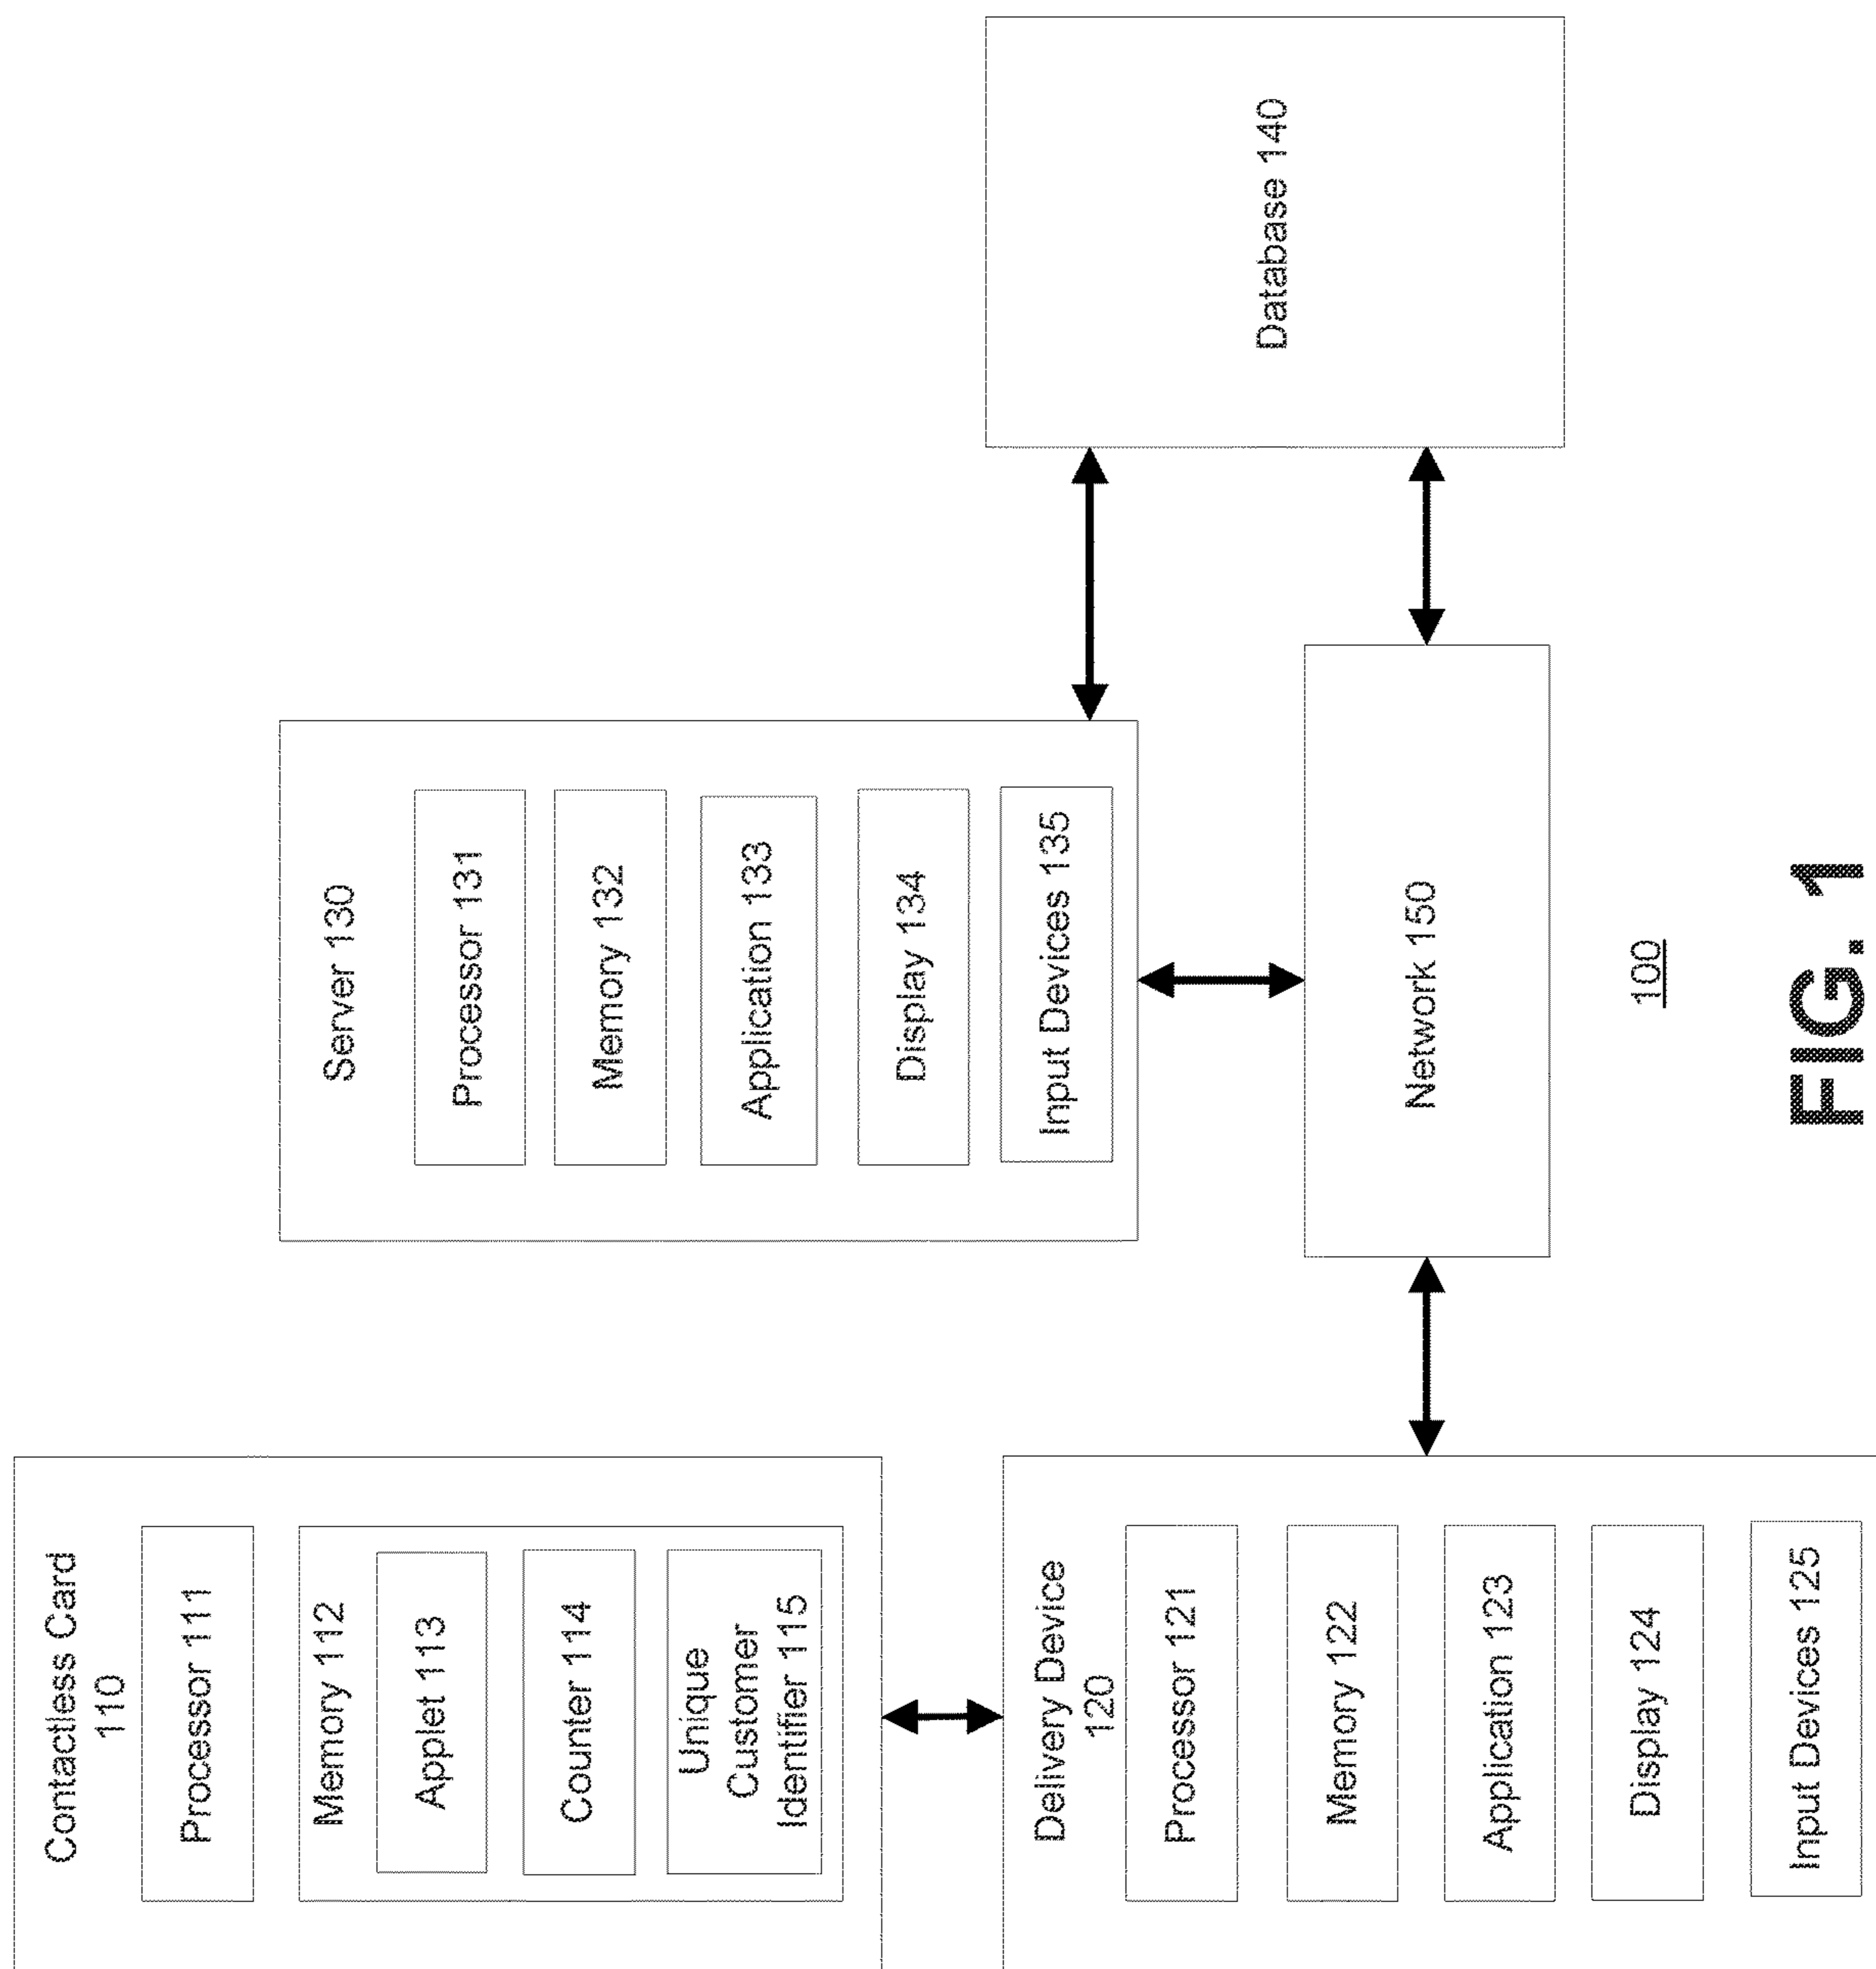 Contactless Card
110
Processor 111
Memory 112
Applet 113
Counter 114
Unique
Customer
Identifier 115
Delivery Device
120
Processor 121
Memory 122
Application 123
Display 124
Input Devices 125
Server 130
Processor 131
Memory 132
Application 133
Display 134
Input Devices 135
Network 150
Database 140
100
FIG. 1